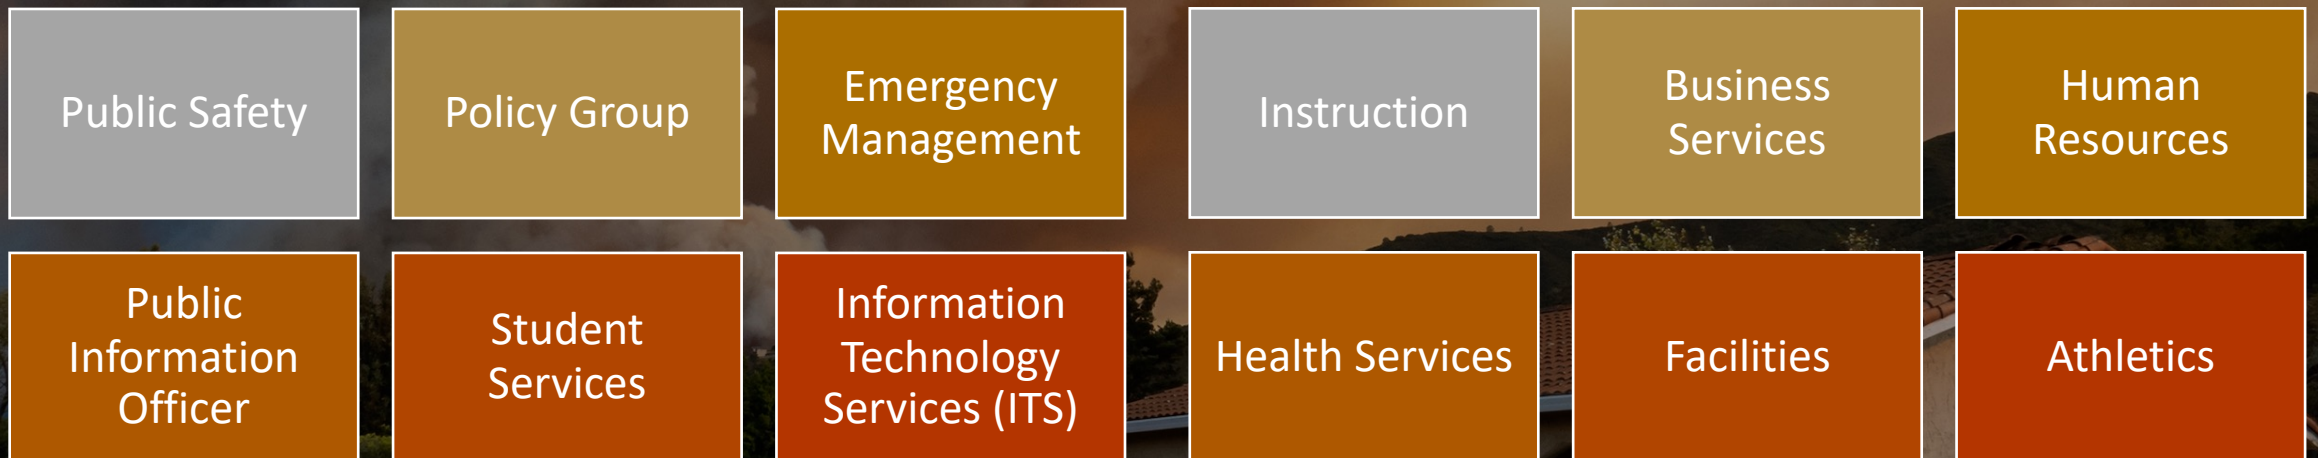 Public Safety
Policy Group
Emergency
Management
Instruction
Business
Services
Human
Resources
Public
Information
Officer
Student
Services
Information
Technology
Services (ITS)
Health Services
Facilities
Athletics